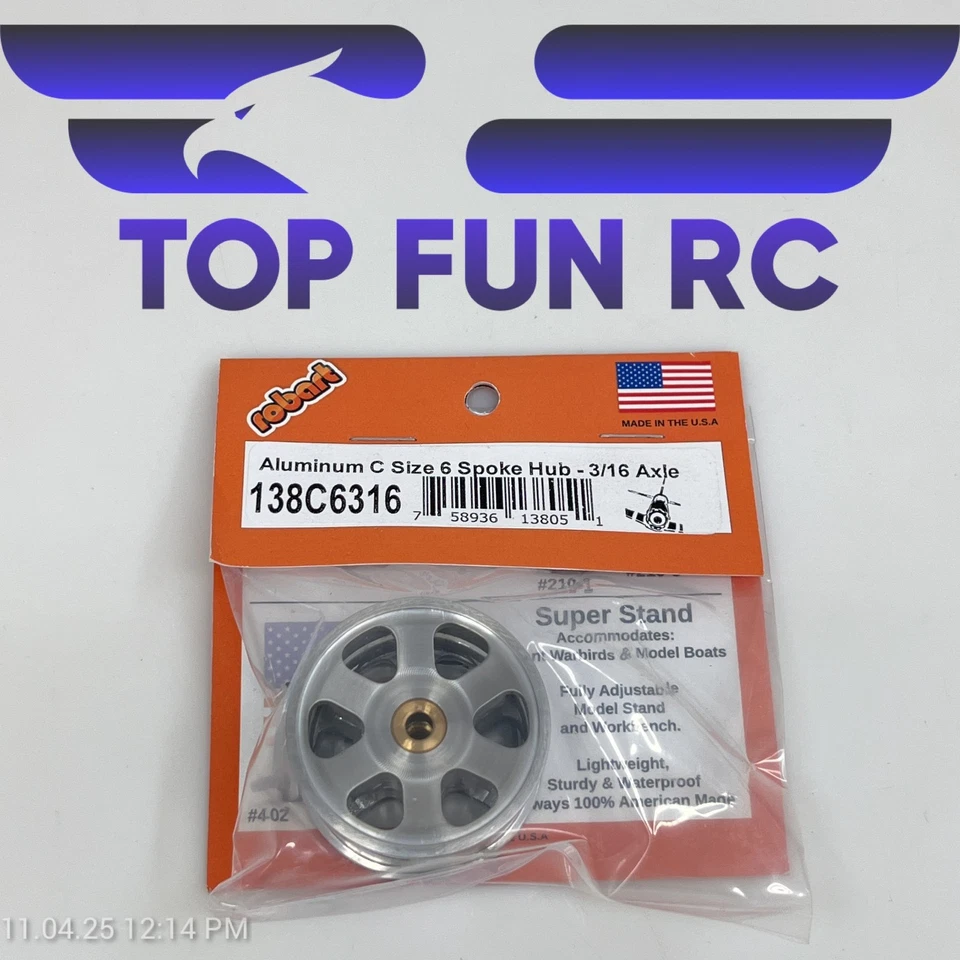 TOP FUN RC
robart
MADE IN THE U.S.A
Aluminum C Size 6 Spoke Hub - 3/16 Axle
138C6316
7 58936 13805 1
#210-1
Super Stand
Accommodates:
Warbirds & Model Boats
Fully Adjustable
Model Stand
and Workbench.
Lightweight,
Sturdy & Waterproof
100% American Made
#402
U.S.A
11.04.25 12:14 PM